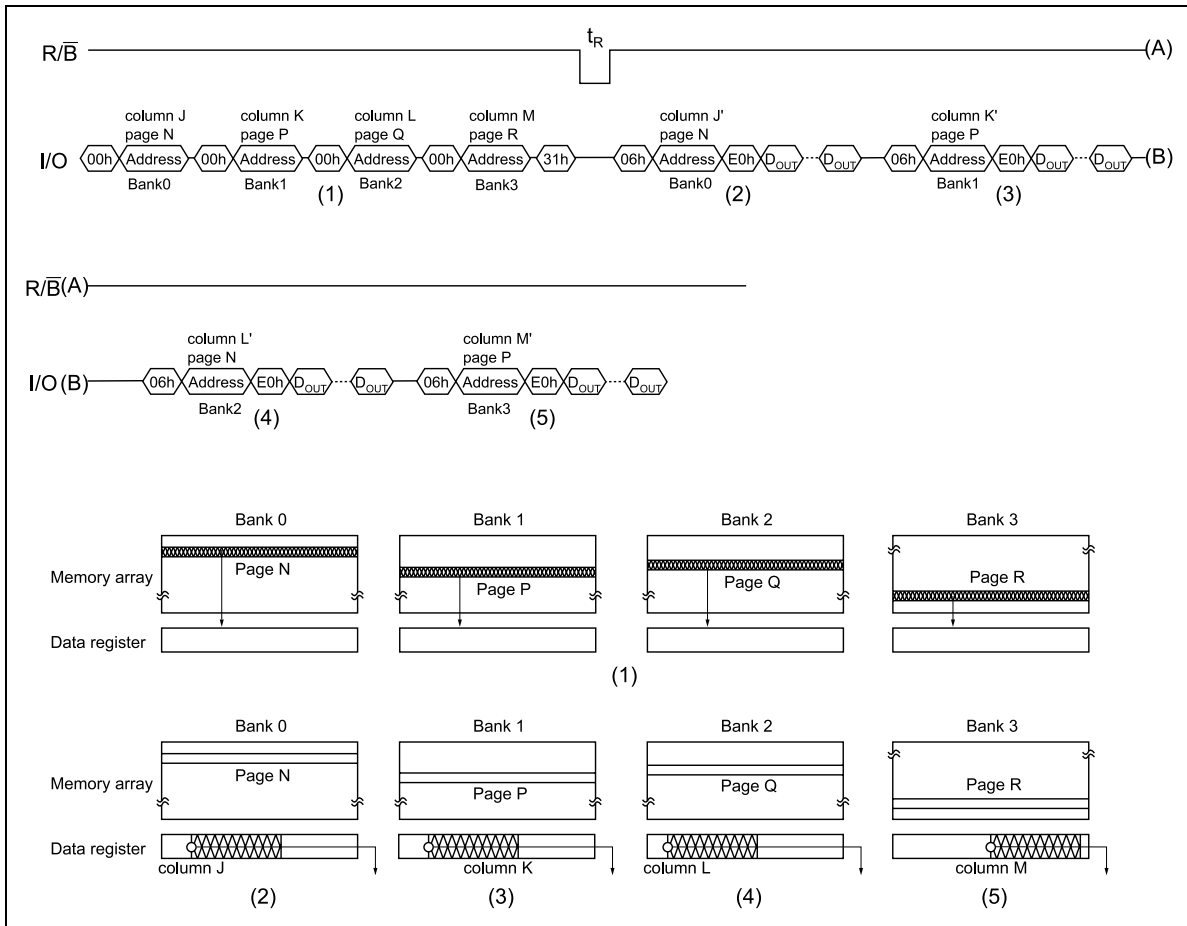 R/B tR (A)
column J column K column L column M column J' column K'
page N page P page Q page R page N page P
I/O 00h Address 00h Address 00h Address 00h Address 31h 06h Address E0h DOUT DOUT 06h Address E0h DOUT DOUT (B)
Bank0 Bank1 Bank2 Bank3 Bank0 Bank1
(1) (2) (3)
R/B (A)
column L' column M'
page N page P
I/O (B) 06h Address E0h DOUT DOUT 06h Address E0h DOUT DOUT
Bank2 (4) Bank3 (5)
Bank 0 Bank 1 Bank 2 Bank 3
Memory array Page N Page P Page Q Page R
Data register
(1)
Bank 0 Bank 1 Bank 2 Bank 3
Memory array Page N Page P Page Q Page R
Data register
column J column K column L column M
(2) (3) (4) (5)